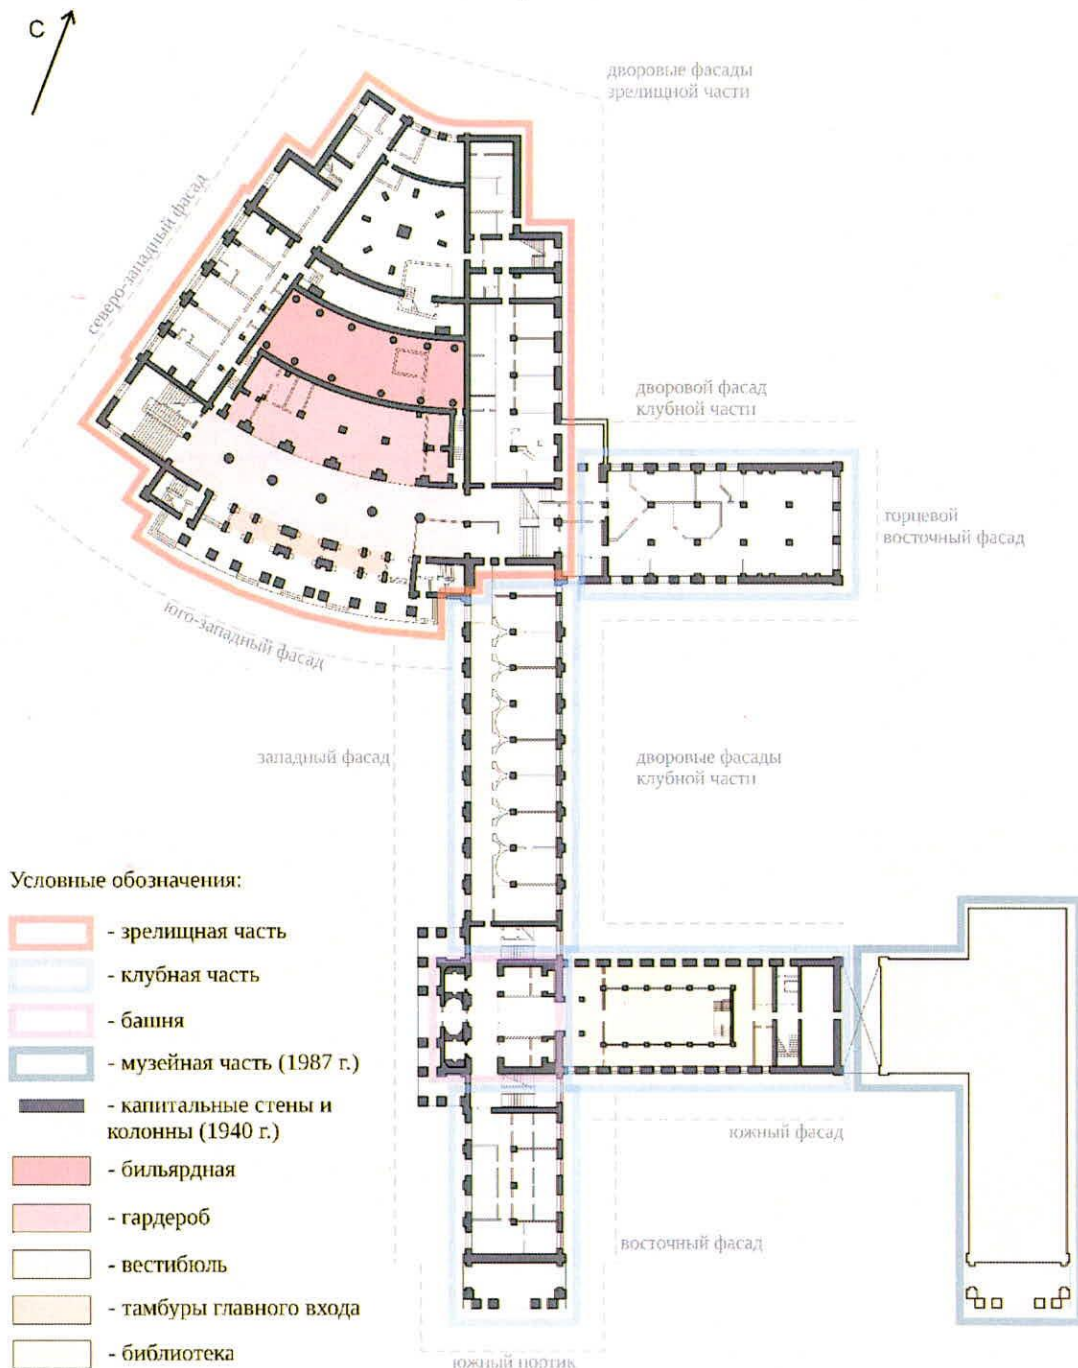 С
дворовые фасады
зрелищной части
северо-западный фасад
дворовой фасад
клубной части
торцевой
восточный фасад
юго-западный фасад
западный фасад
дворовые фасады
клубной части
Условные обозначения:
- зрелищная часть
- клубная часть
- башня
- музейная часть (1987 г.)
- капитальные стены и
колонны (1940 г.)
- бильярдная
- гардероб
- вестибюль
- тамбуры главного входа
- библиотека
южный фасад
восточный фасад
южный портик